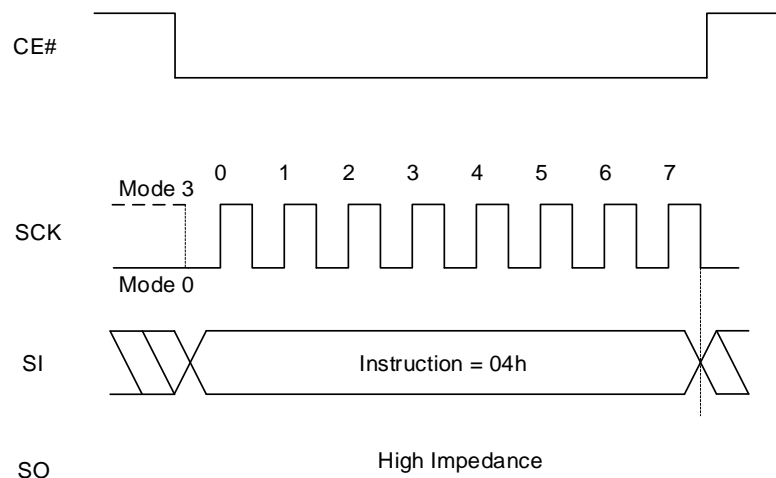 CE#
0 1 2 3 4 5 6 7
Mode 3
SCK
Mode 0
SI
Instruction = 04h
SO
High Impedance